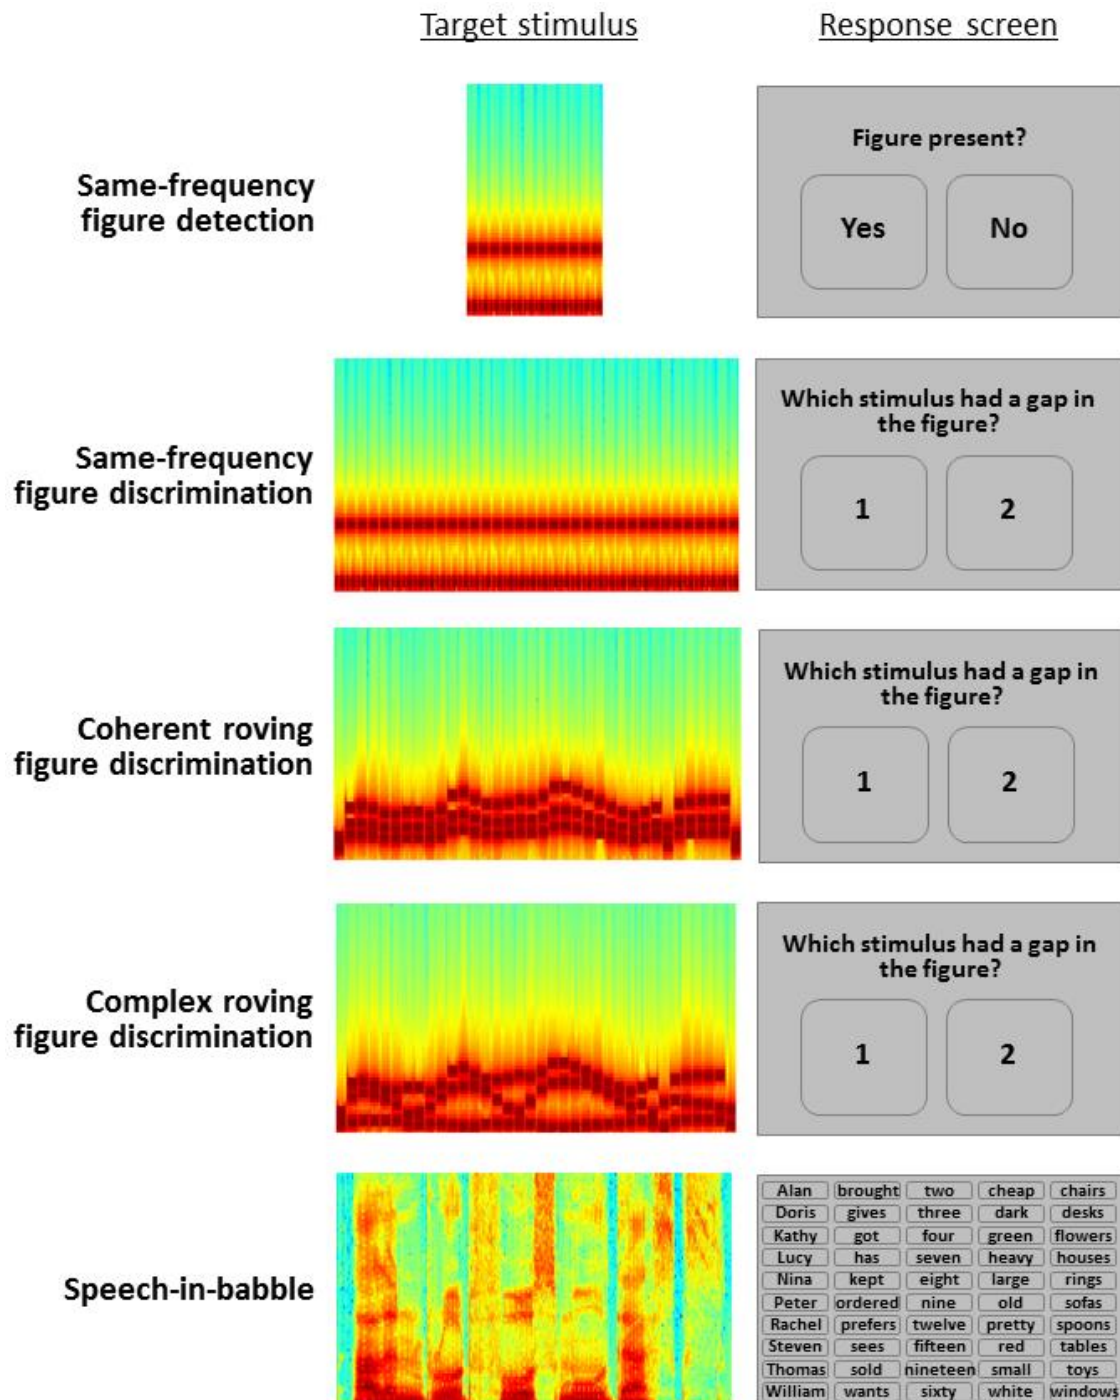 Target stimulus
Response screen
Same-frequency
figure detection
Figure present?
Yes
No
Same-frequency
figure discrimination
Which stimulus had a gap in
the figure?
1
2
Coherent roving
figure discrimination
Which stimulus had a gap in
the figure?
1
2
Complex roving
figure discrimination
Which stimulus had a gap in
the figure?
1
2
Speech-in-babble
Alan brought two cheap chairs
Doris gives three dark desks
Kathy got four green flowers
Lucy has seven heavy houses
Nina kept eight large rings
Peter ordered nine old sofas
Rachel prefers twelve pretty spoons
Steven sees fifteen red tables
Thomas sold nineteen small toys
William wants sixty white windows